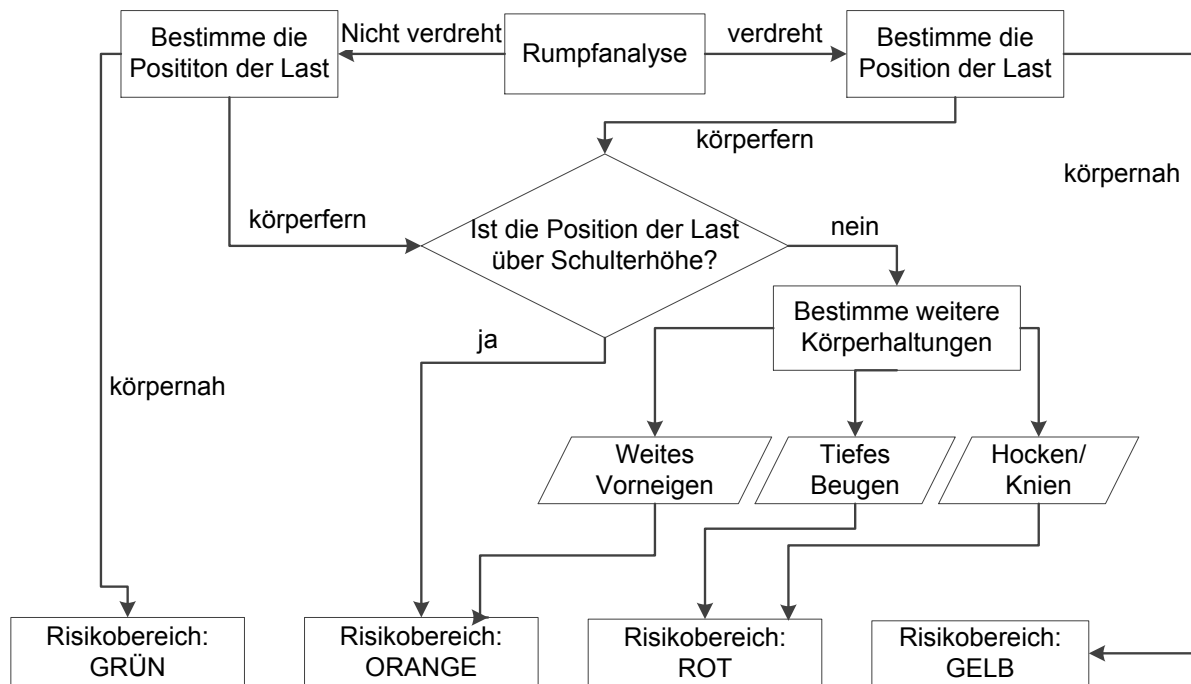 Bestimme die
Posititon der Last
Nicht verdreht
Rumpfanalyse
verdreht
Bestimme die
Position der Last
körperfern
körpernah
körperfern
Ist die Position der Last
über Schulterhöhe?
nein
Bestimme weitere
Körperhaltungen
ja
körpernah
Weites
Vorneigen
Tiefes
Beugen
Hocken/
Knien
Risikobereich:
GRÜN
Risikobereich:
ORANGE
Risikobereich:
ROT
Risikobereich:
GELB